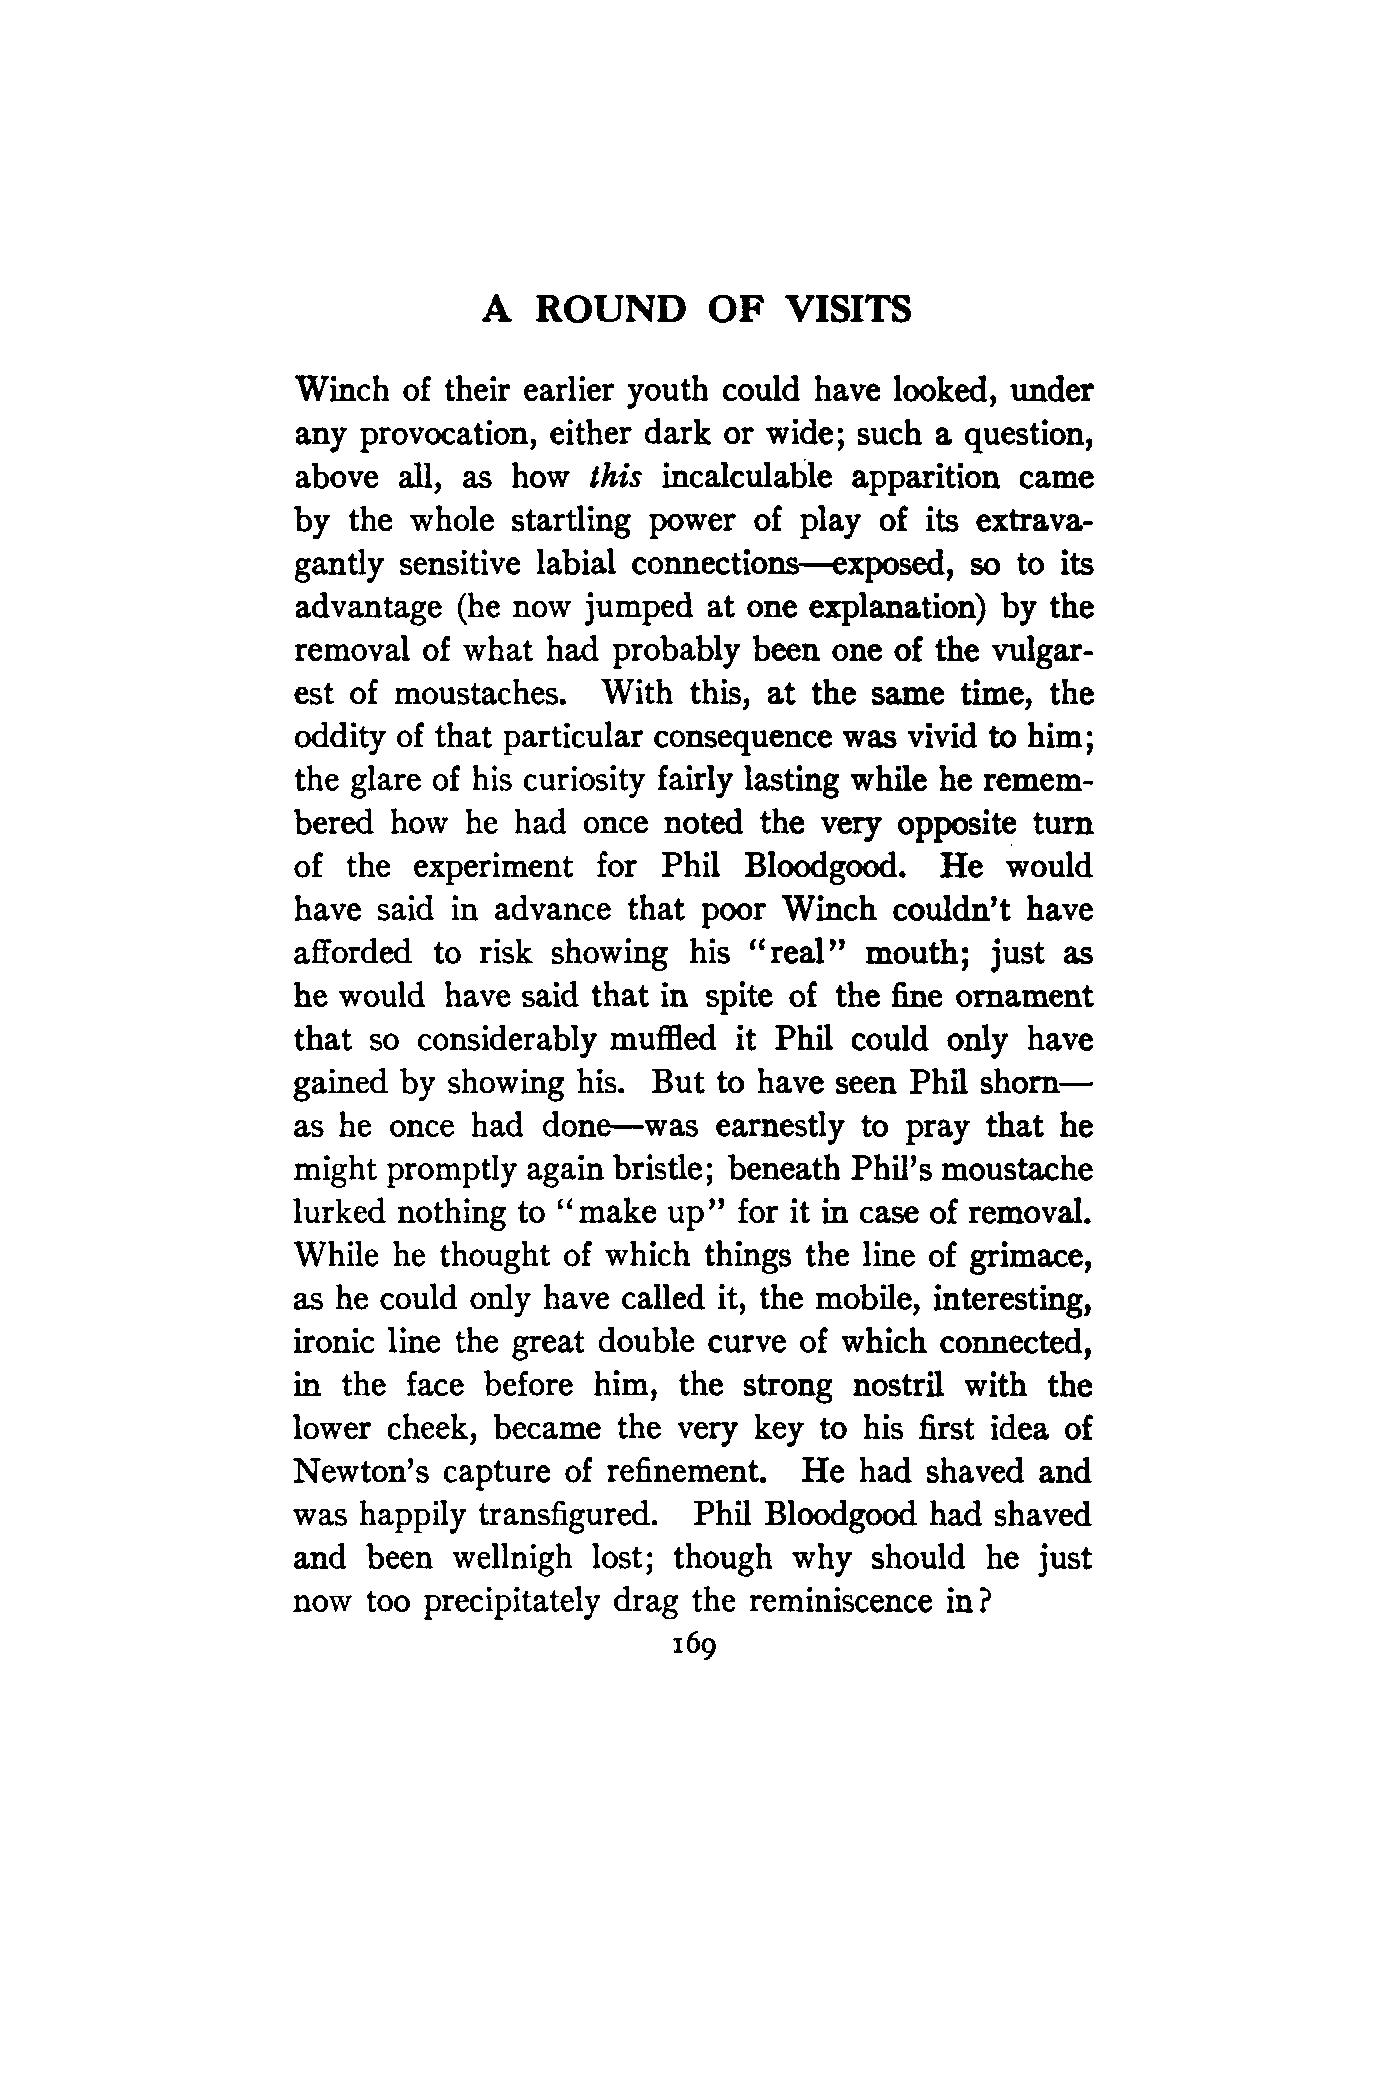 A ROUND OF VISITS
Winch of their earlier youth could have looked, under
any provocation, either dark or wide; such a question,
above all, as how this incalculable apparition came
by the whole startling power of play of its extrava-
gantly sensitive labial connections—exposed, so to its
advantage (he now jumped at one explanation) by the
removal of what had probably been one of the vulgar-
est of moustaches. With this, at the same time, the
oddity of that particular consequence was vivid to him;
the glare of his curiosity fairly lasting while he remem-
bered how he had once noted the very opposite turn
of the experiment for Phil Bloodgood. He would
have said in advance that poor Winch couldn't have
afforded to risk showing his "real" mouth; just as
he would have said that in spite of the fine ornament
that so considerably muffled it Phil could only have
gained by showing his. But to have seen Phil shorn—
as he once had done—was earnestly to pray that he
might promptly again bristle; beneath Phil's moustache
lurked nothing to "make up" for it in case of removal.
While he thought of which things the line of grimace,
as he could only have called it, the mobile, interesting,
ironic line the great double curve of which connected,
in the face before him, the strong nostril with the
lower cheek, became the very key to his first idea of
Newton's capture of refinement. He had shaved and
was happily transfigured. Phil Bloodgood had shaved
and been wellnigh lost; though why should he just
now too precipitately drag the reminiscence in?
169